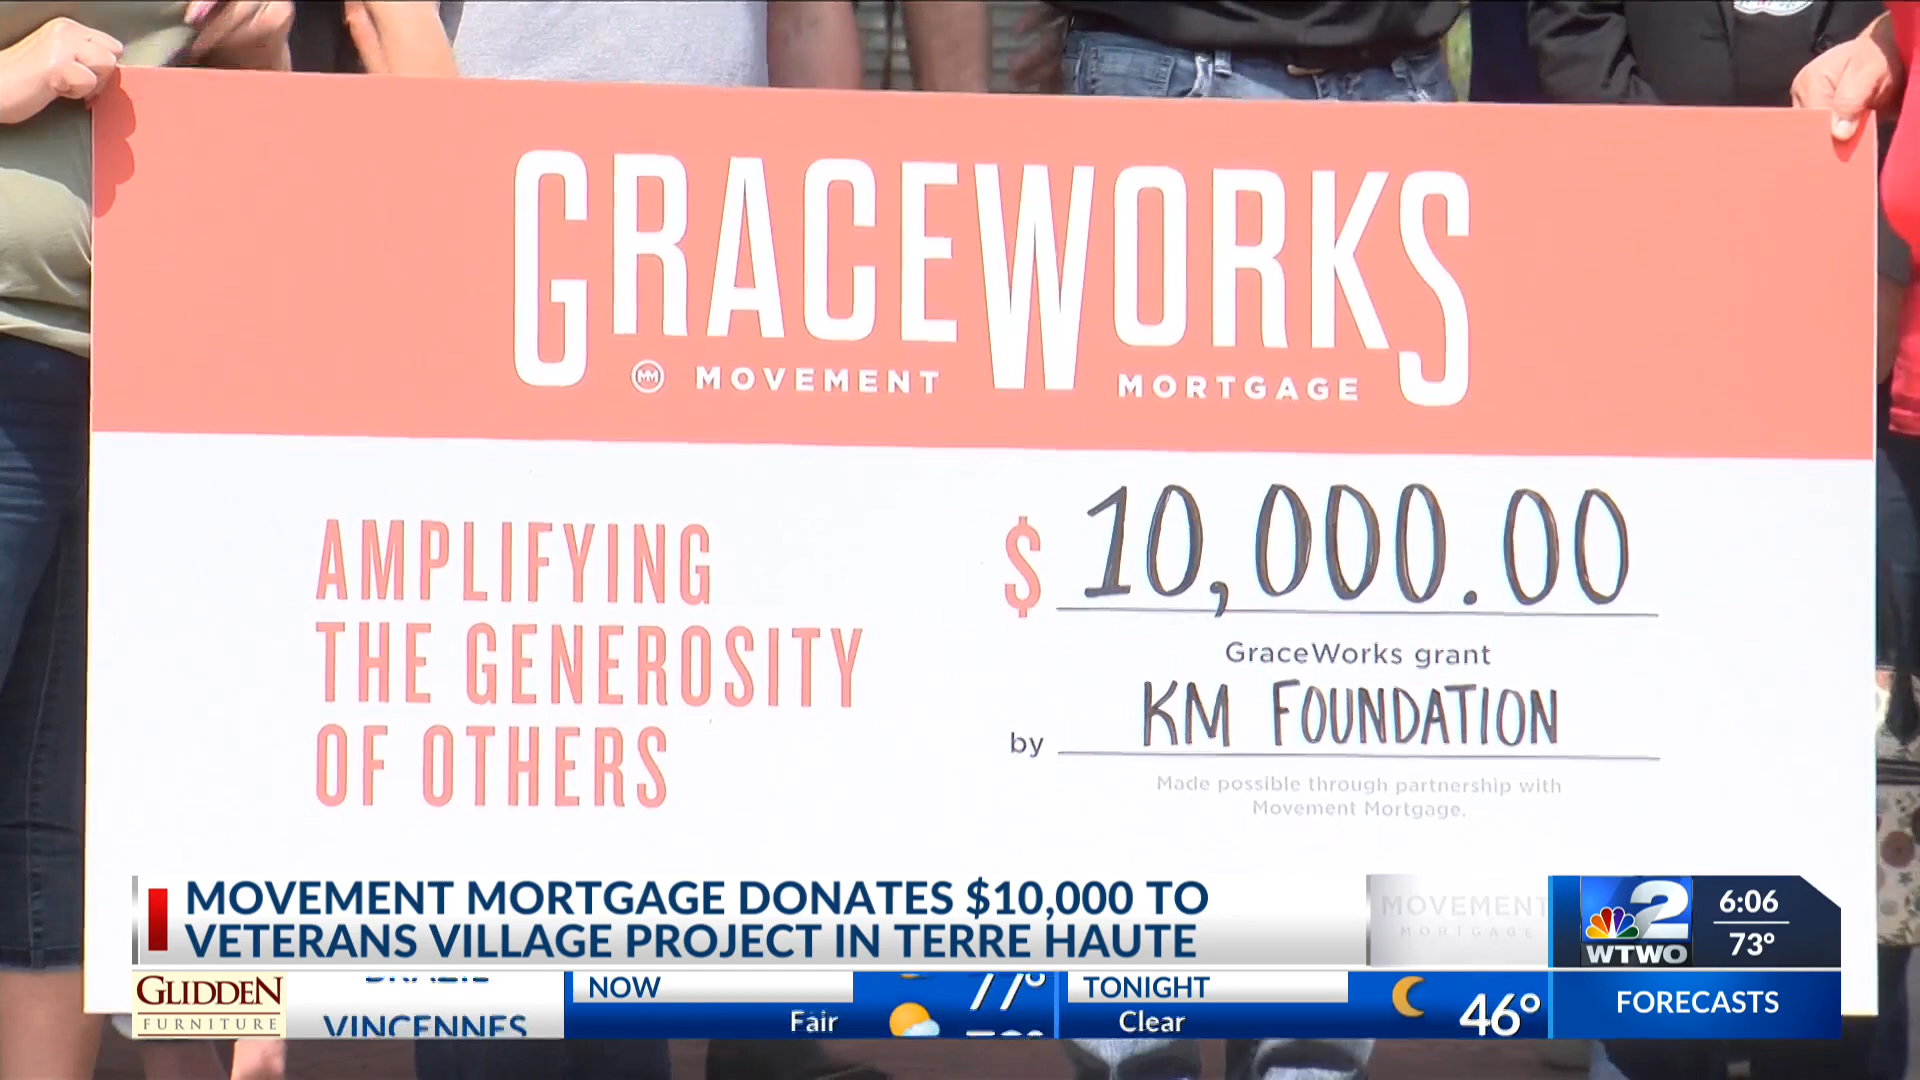 GRACEWORKS
MM MOVEMENT MORTGAGE
AMPLIFYING
THE GENEROSITY
OF OTHERS
$ 10,000.00
GraceWorks grant
by KM FOUNDATION
Made possible through partnership with
Movement Mortgage.
MOVEMENT MORTGAGE DONATES $10,000 TO
VETERANS VILLAGE PROJECT IN TERRE HAUTE
MOVEMENT
MORTGAGE
2
WTWO
6:06
73°
GLIDDEN
FURNITURE
VINCENNES
NOW
Fair
77°
TONIGHT
Clear
46°
FORECASTS